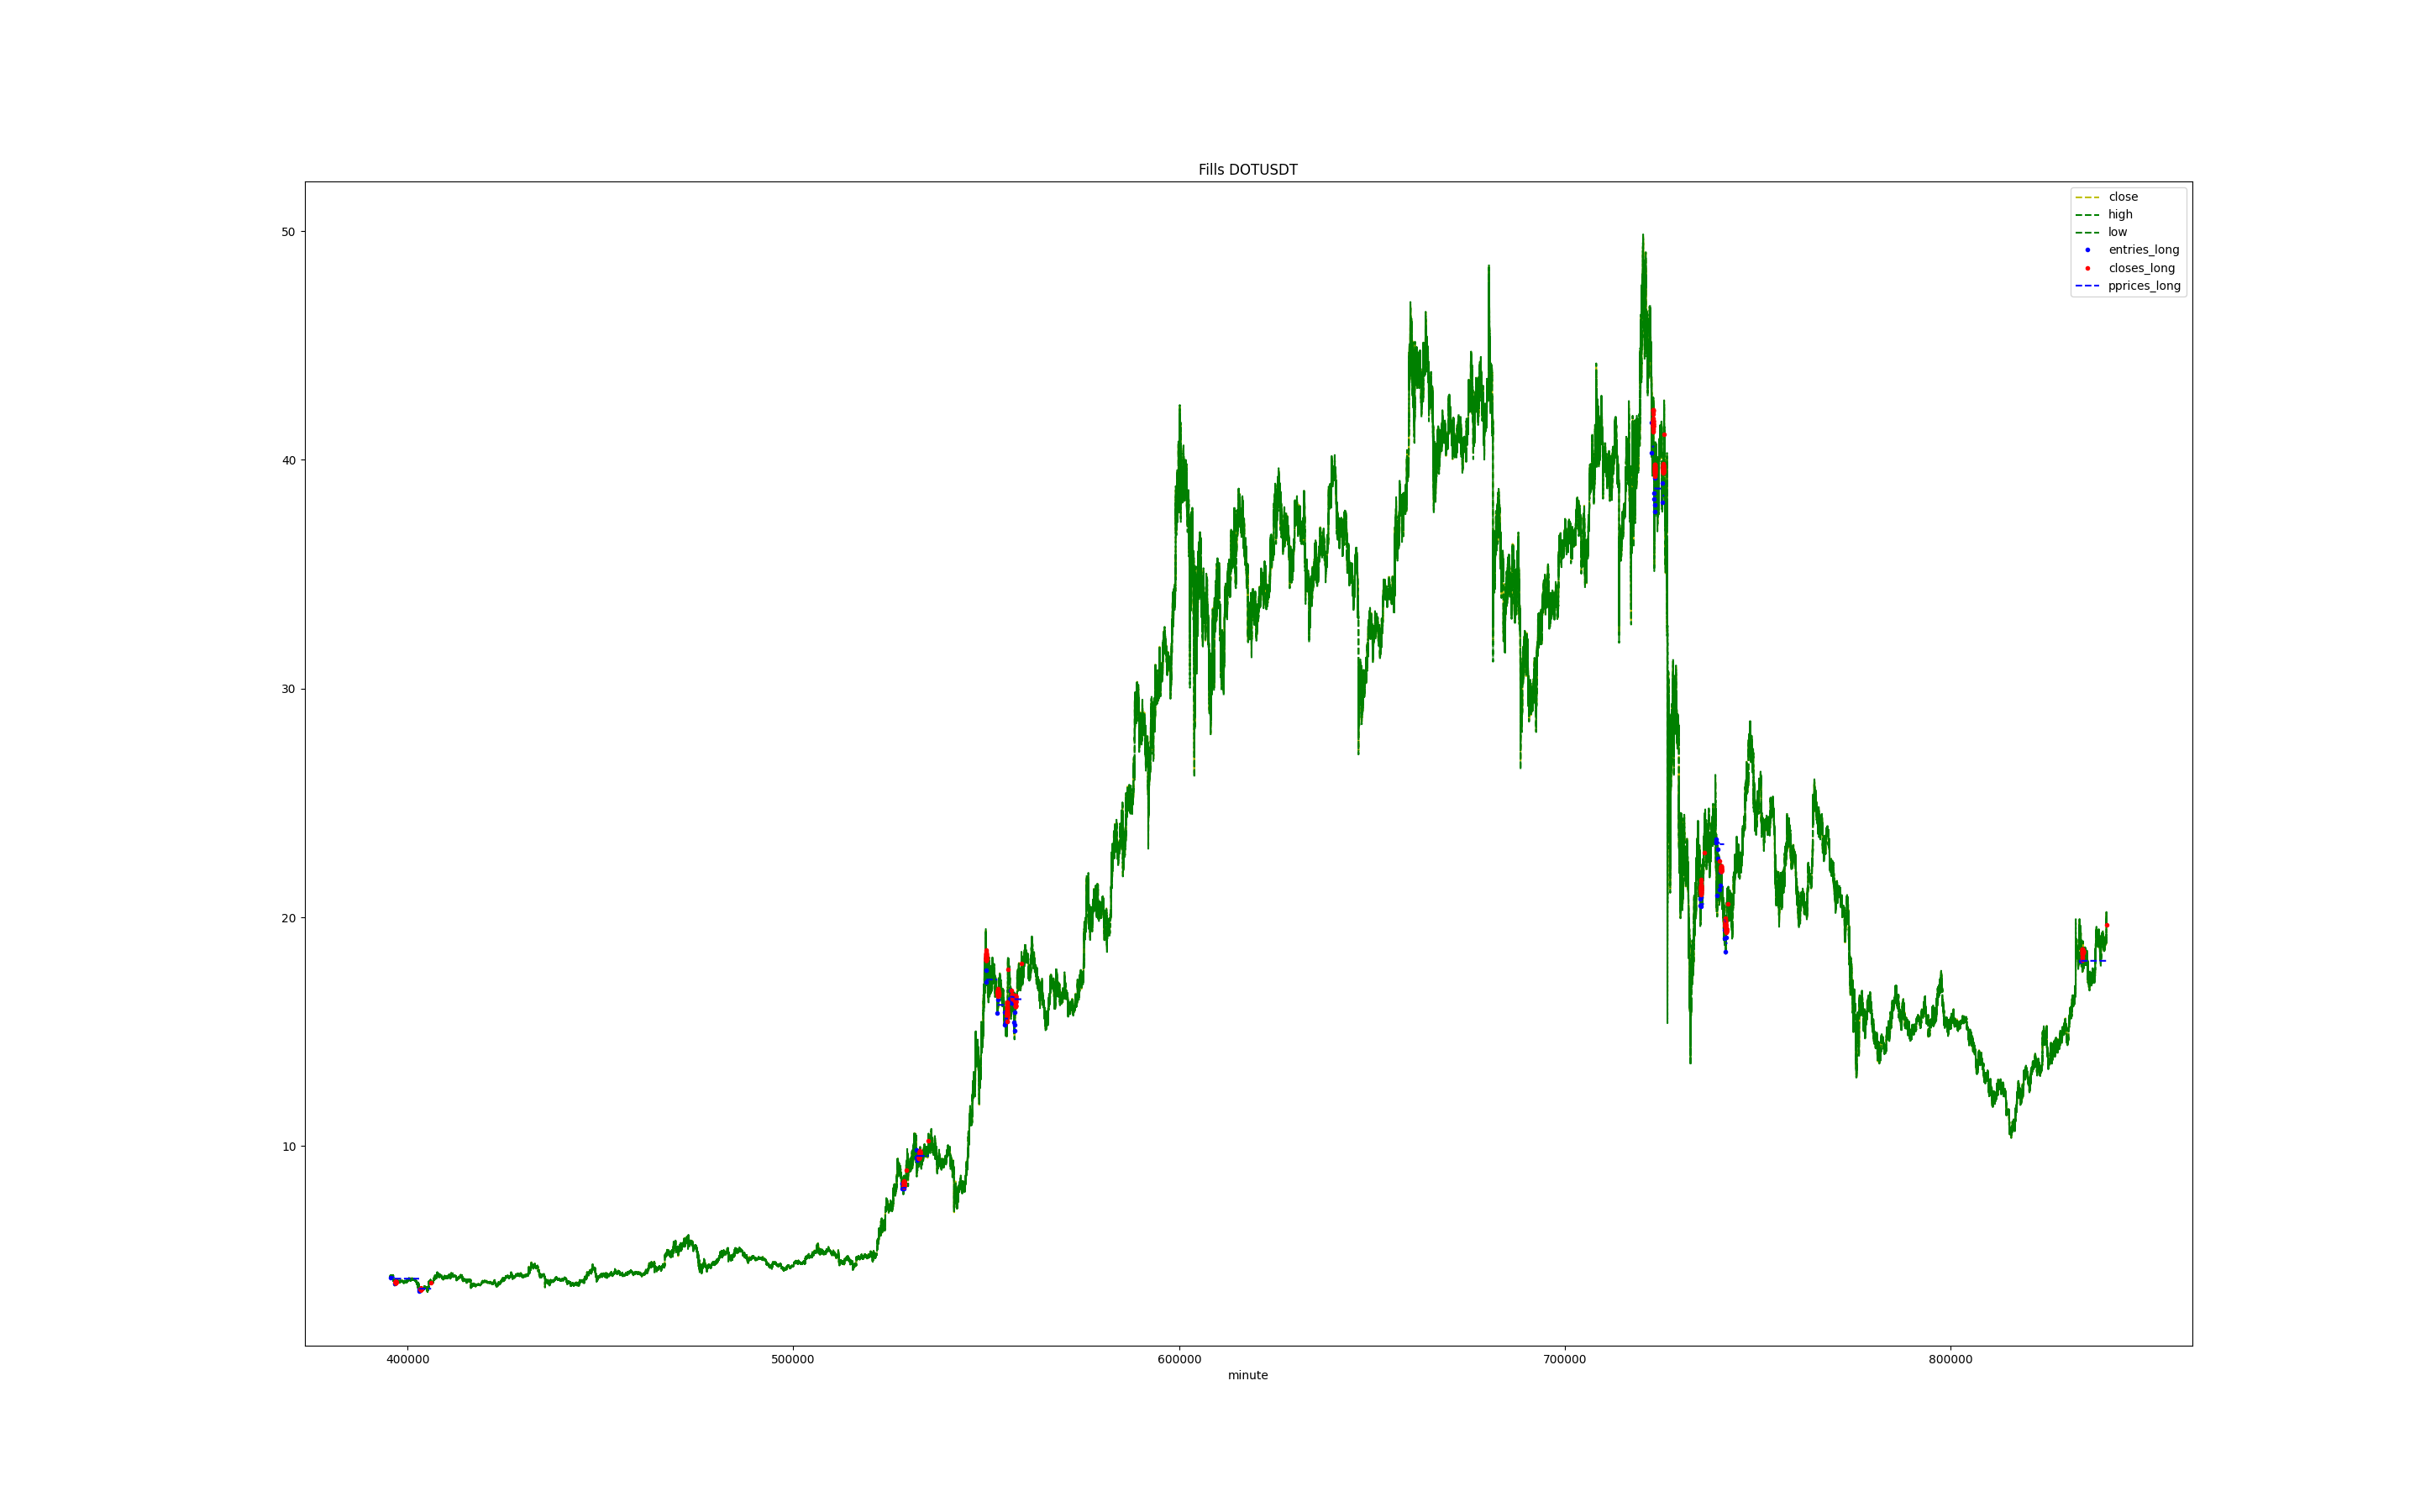 Fills DOTUSDT
close
high
low
entries_long
closes_long
pprices_long
50
40
30
20
10
400000
500000
600000
700000
800000
minute